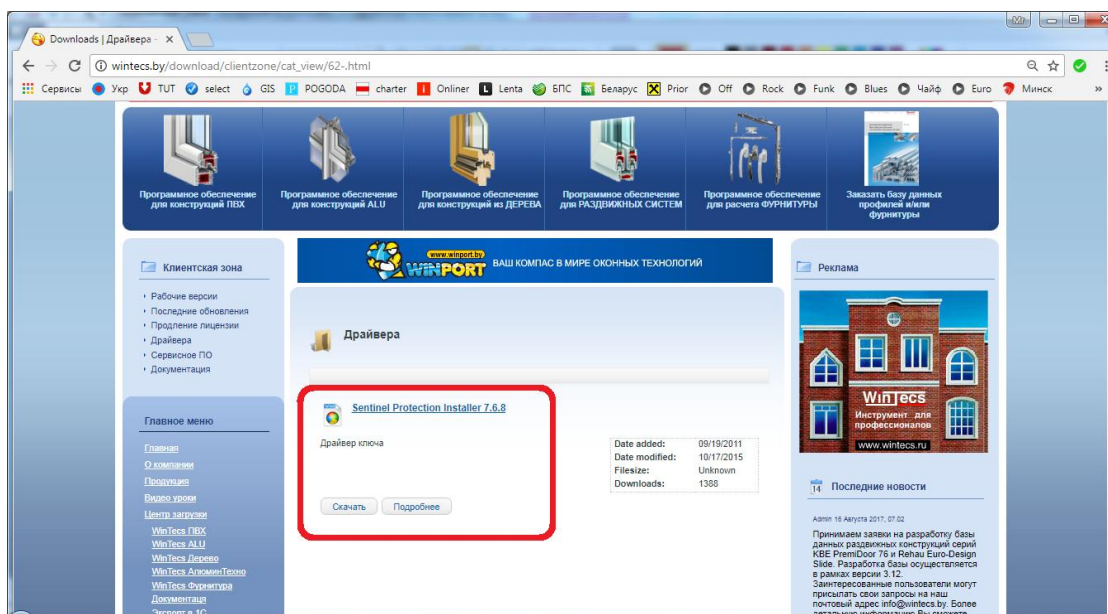 Downloads | Драйвера -
wintecs.by/download/clientzone/cat_view/62-.html
Сервисы Укр TUT select GIS POGODA charter Onliner Lenta БПС Беларус Prior Off Rock Funk Blues Чайф Euro Минск »
Программное обеспечение
для конструкций ПВХ
Программное обеспечение
для конструкций ALU
Программное обеспечение
для конструкций из ДЕРЕВА
Программное обеспечение
для РАЗДВИЖНЫХ СИСТЕМ
Программное обеспечение
для расчета ФУРНИТУРЫ
Заказать базу данных
профилей и/или
фурнитуры
Клиентская зона
Рабочие версии
Последние обновления
Продление лицензии
Драйвера
Сервисное ПО
Документация
Главное меню
Главная
О компании
Продукция
Видео уроки
Центр загрузки
WinTecs ПВХ
WinTecs ALU
WinTecs Дерево
WinTecs АлюминТехно
WinTecs Фурнитура
Документация
Экспорт в 1С
www.winport.by
WINPORT
ВАШ КОМПАС В МИРЕ ОКОННЫХ ТЕХНОЛОГИЙ
Драйвера
Sentinel Protection Installer 7.6.8
Драйвер ключа
Date added: 09/19/2011
Date modified: 10/17/2015
Filesize: Unknown
Downloads: 1388
Скачать Подробнее
Реклама
WinTecs
Инструмент для
профессионалов
www.wintecs.ru
14 Последние новости
Admin 16 Августа 2017, 07.02
Принимаем заявки на разработку базы
данных раздвижных конструкций серий
KBE PremiDoor 76 и Rehau Euro-Design
Slide. Разработка базы осуществляется
в рамках версии 3.12.
Заинтересованные пользователи могут
присылать свои запросы на наш
почтовый адрес info@wintecs.by. Более
детальную информацию Вы сможете